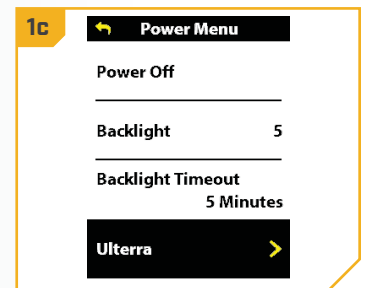 1c
Power Menu
Power Off
Backlight 5
Backlight Timeout
5 Minutes
Ulterra